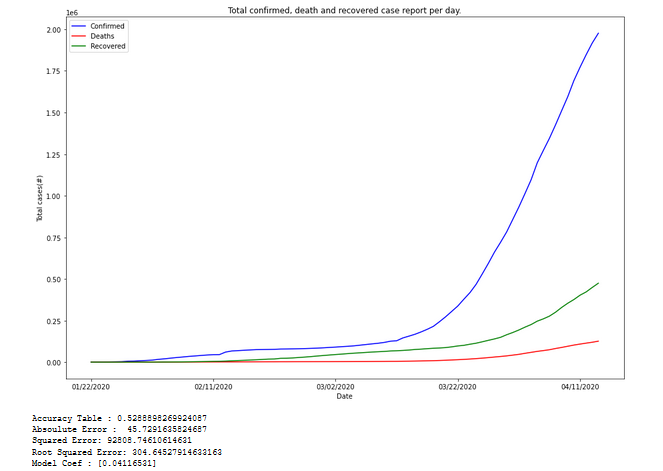 Total confirmed, death and recovered case report per day.
1e6
Confirmed
Deaths
Recovered
2.00
1.75
1.50
1.25
1.00
0.75
0.50
0.25
0.00
Total cases(#)
01/22/2020 02/11/2020 03/02/2020 03/22/2020 04/11/2020
Date
Accuracy Table : 0.5288898269924087
Absoulute Error : 45.7291635824687
Squared Error: 92808.74610614631
Root Squared Error: 304.64527914633163
Model Coef : [0.04116531]